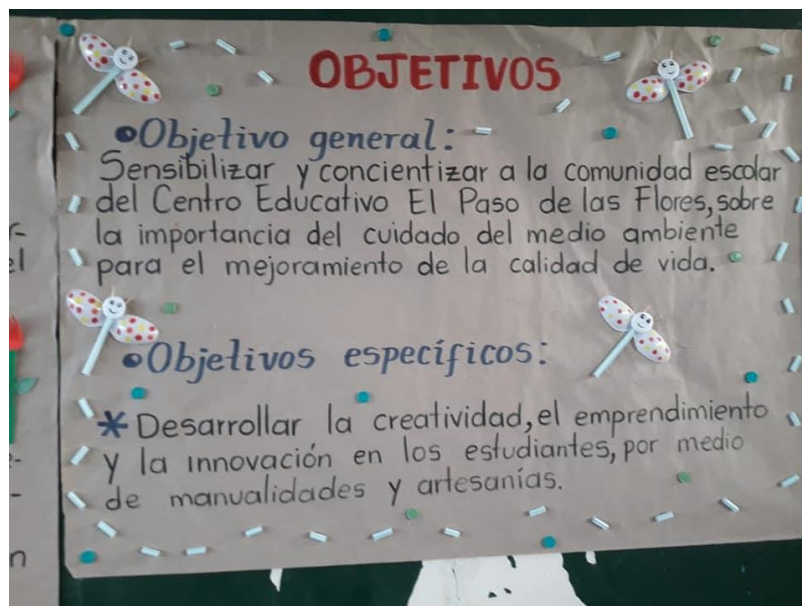 OBJETIVOS
•Objetivo general:
Sensibilizar y concientizar a la comunidad escolar
del Centro Educativo El Paso de las Flores, sobre
la importancia del cuidado del medio ambiente
para el mejoramiento de la calidad de vida.
•Objetivos específicos:
* Desarrollar la creatividad, el emprendimiento
y la innovación en los estudiantes, por medio
de manualidades y artesanías.